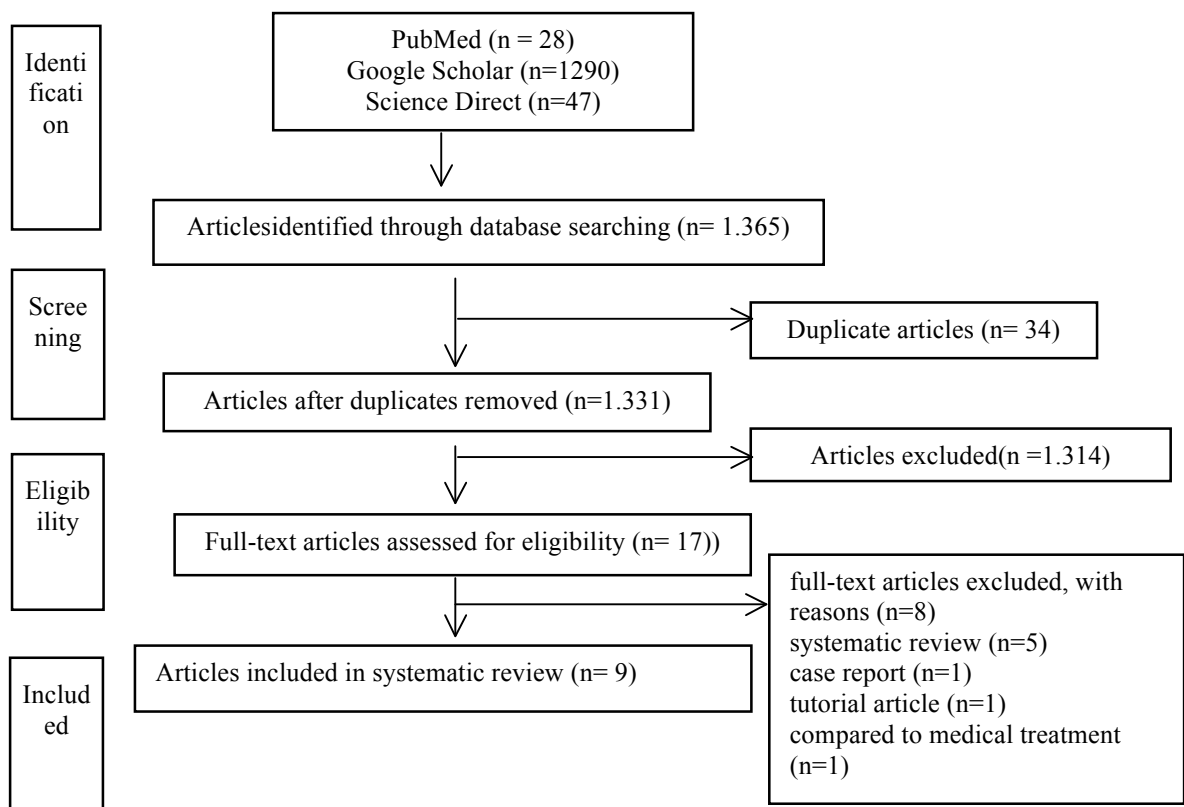 Identi
ficati
on
PubMed (n = 28)
Google Scholar (n=1290)
Science Direct (n=47)
Articlesidentified through database searching (n= 1.365)
Scree
ning
Duplicate articles (n= 34)
Articles after duplicates removed (n=1.331)
Articles excluded(n =1.314)
Eligib
ility
Full-text articles assessed for eligibility (n= 17))
full-text articles excluded, with
reasons (n=8)
systematic review (n=5)
case report (n=1)
tutorial article (n=1)
compared to medical treatment
(n=1)
Includ
ed
Articles included in systematic review (n= 9)